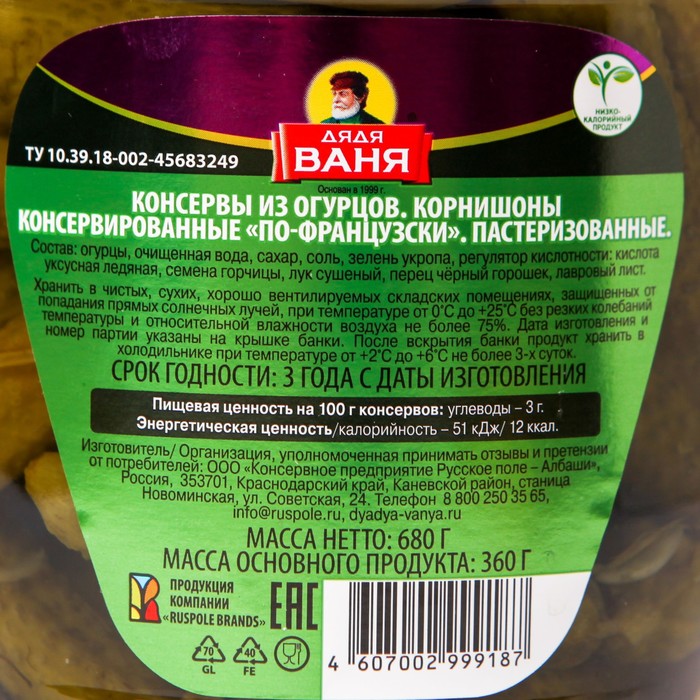 НИЗКО-
КАЛОРИЙНЫЙ
ПРОДУКТ
ДЯДЯ
ВАНЯ
Основан в 1999 г.
ТУ 10.39.18-002-45683249
КОНСЕРВЫ ИЗ ОГУРЦОВ. КОРНИШОНЫ
КОНСЕРВИРОВАННЫЕ «ПО-ФРАНЦУЗСКИ». ПАСТЕРИЗОВАННЫЕ.
Состав: огурцы, очищенная вода, сахар, соль, зелень укропа, регулятор кислотности: кислота
уксусная ледяная, семена горчицы, лук сушеный, перец чёрный горошек, лавровый лист.
Хранить в чистых, сухих, хорошо вентилируемых складских помещениях, защищенных от
попадания прямых солнечных лучей, при температуре от 0°С до +25°С без резких колебаний
температуры и относительной влажности воздуха не более 75%. Дата изготовления и
номер партии указаны на крышке банки. После вскрытия банки продукт хранить в
холодильнике при температуре от +2°С до +6°С не более 3-х суток.
СРОК ГОДНОСТИ: 3 ГОДА С ДАТЫ ИЗГОТОВЛЕНИЯ
Пищевая ценность на 100 г консервов: углеводы – 3 г.
Энергетическая ценность/калорийность – 51 кДж/ 12 ккал.
Изготовитель/ Организация, уполномоченная принимать отзывы и претензии
от потребителей: ООО «Консервное предприятие Русское поле – Албаши»,
Россия, 353701, Краснодарский край, Каневской район, станица
Новоминская, ул. Советская, 24. Телефон 8 800 250 35 65,
info@ruspole.ru, dyadya-vanya.ru
МАССА НЕТТО: 680 Г
МАССА ОСНОВНОГО ПРОДУКТА: 360 Г
ПРОДУКЦИЯ
КОМПАНИИ
«RUSPOLE BRANDS»
ЕАС
70
GL
40
FE
4 607002 999187